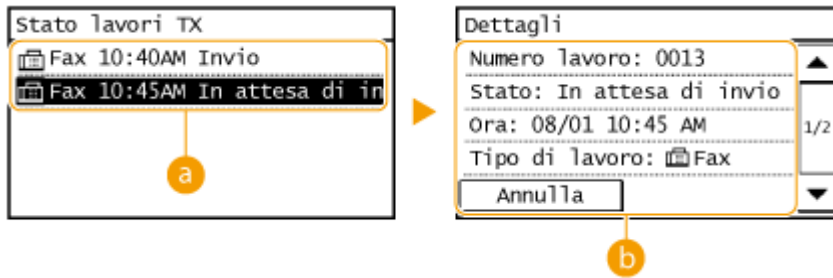 Stato lavori TX
Fax 10:40AM Invio
Fax 10:45AM In attesa di in
a
Dettagli
Numero lavoro: 0013
Stato: In attesa di invio
Ora: 08/01 10:45 AM
Tipo di lavoro: Fax
1/2
Annulla
b